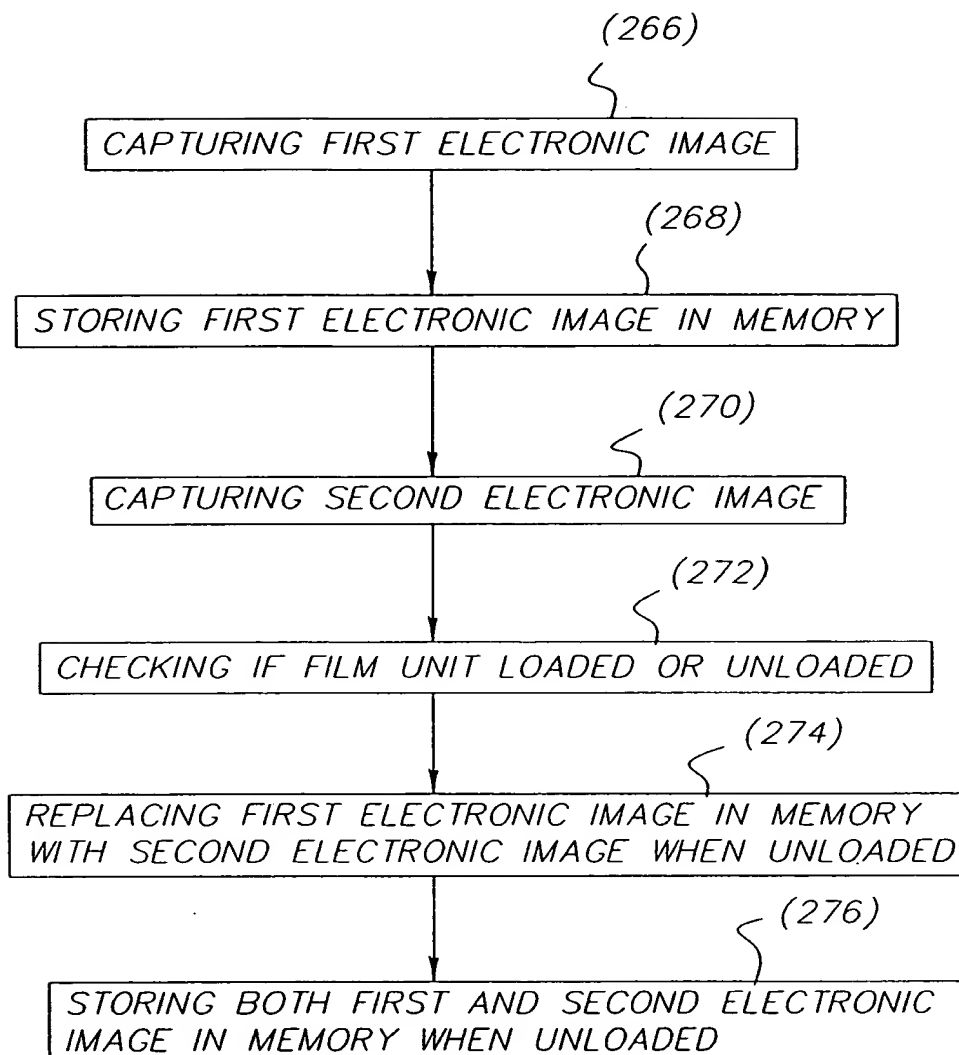 (266)
CAPTURING FIRST ELECTRONIC IMAGE
(268)
STORING FIRST ELECTRONIC IMAGE IN MEMORY
(270)
CAPTURING SECOND ELECTRONIC IMAGE
(272)
CHECKING IF FILM UNIT LOADED OR UNLOADED
(274)
REPLACING FIRST ELECTRONIC IMAGE IN MEMORY
WITH SECOND ELECTRONIC IMAGE WHEN UNLOADED
(276)
STORING BOTH FIRST AND SECOND ELECTRONIC
IMAGE IN MEMORY WHEN UNLOADED